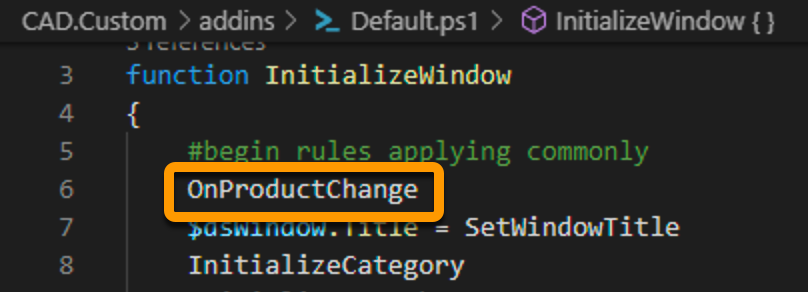 CAD.Custom > addins > Default.ps1 > InitializeWindow { }
3 references
3 function InitializeWindow
4 {
5 #begin rules applying commonly
6 OnProductChange
7 $dsWindow.Title = SetWindowTitle
8 InitializeCategory